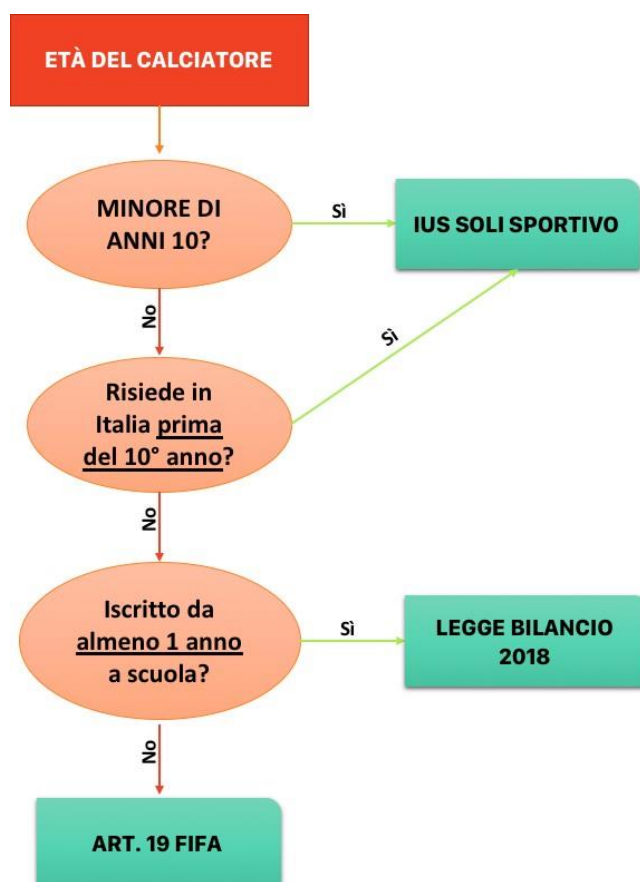 ETÀ DEL CALCIATORE
MINORE DI
ANNI 10?
Sì
IUS SOLI SPORTIVO
No
Sì
Risiede in
Italia prima
del 10° anno?
No
Iscritto da
almeno 1 anno
a scuola?
Sì
LEGGE BILANCIO
2018
No
ART. 19 FIFA